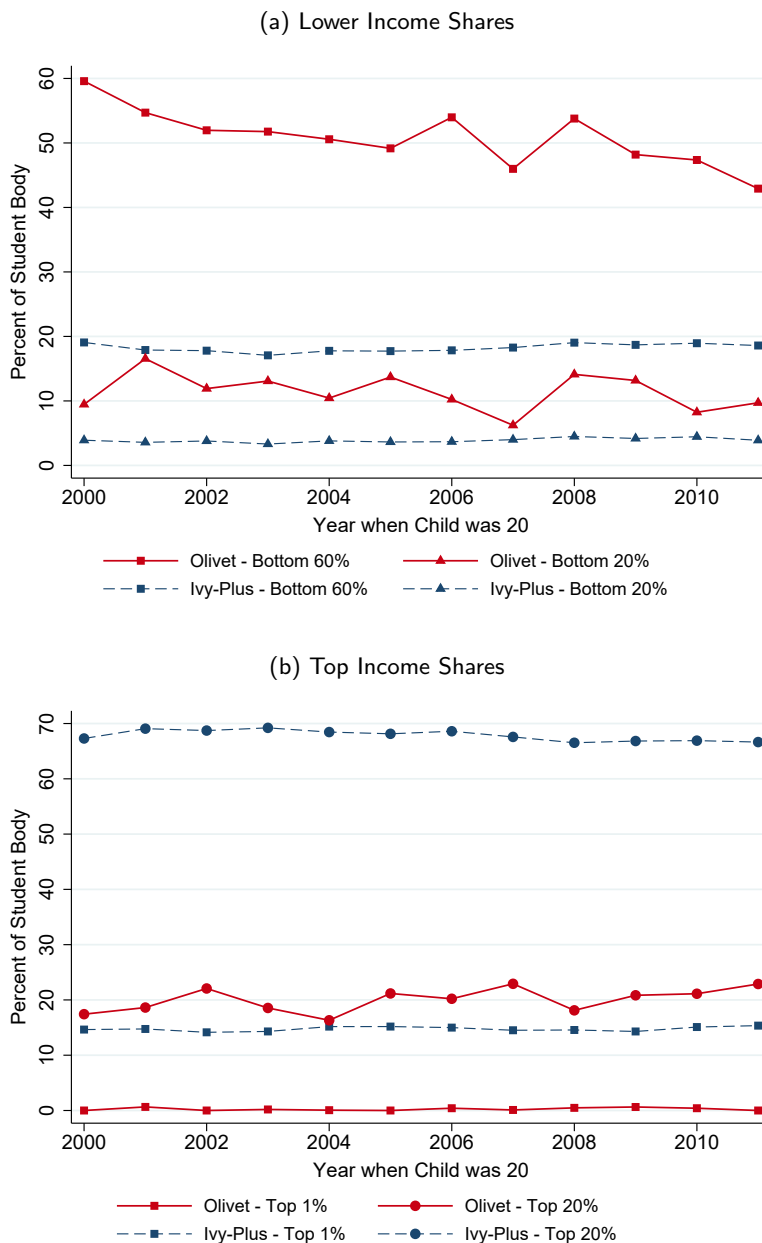 (a) Lower Income Shares
Percent of Student Body
60
50
40
30
20
10
0
2000 2002 2004 2006 2008 2010
Year when Child was 20
Olivet - Bottom 60% Olivet - Bottom 20%
Ivy-Plus - Bottom 60% Ivy-Plus - Bottom 20%
(b) Top Income Shares
Percent of Student Body
70
60
50
40
30
20
10
0
2000 2002 2004 2006 2008 2010
Year when Child was 20
Olivet - Top 1% Olivet - Top 20%
Ivy-Plus - Top 1% Ivy-Plus - Top 20%